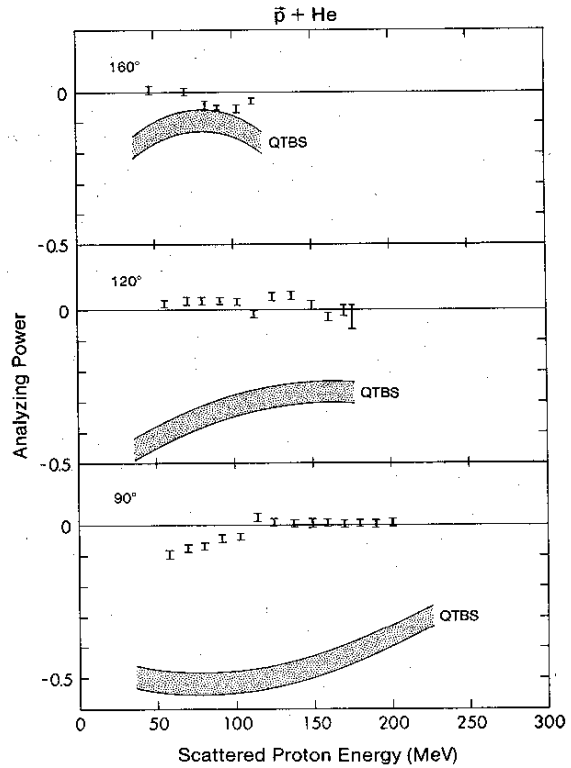 p⃗ + He
160°
0
QTBS
-0.5
120°
0
QTBS
-0.5
90°
0
QTBS
-0.5
0 50 100 150 200 250 300
Analyzing Power
Scattered Proton Energy (MeV)